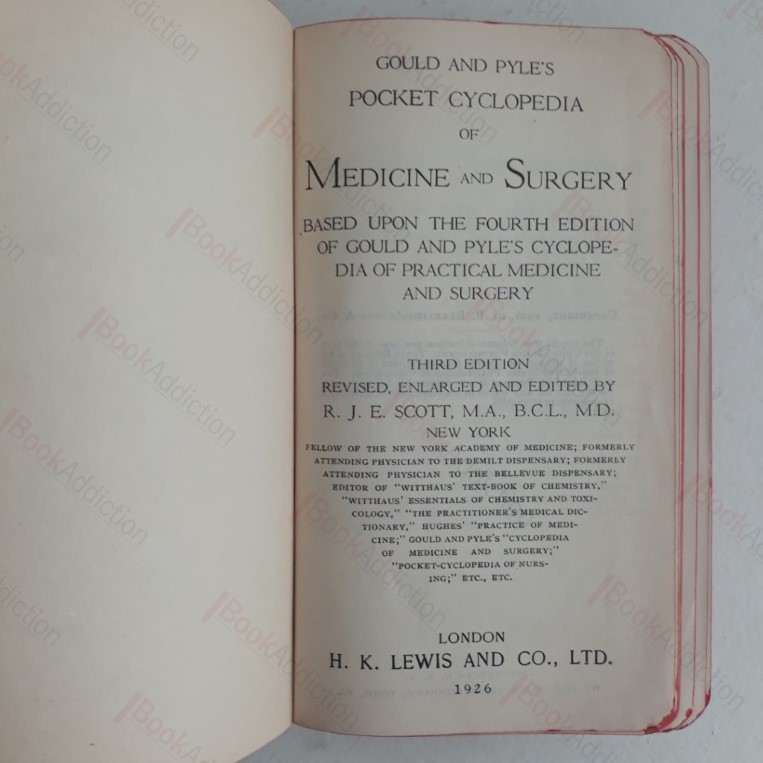 GOULD AND PYLE'S
POCKET CYCLOPEDIA
OF
MEDICINE AND SURGERY
BASED UPON THE FOURTH EDITION
OF GOULD AND PYLE'S CYCLOPE-
DIA OF PRACTICAL MEDICINE
AND SURGERY
THIRD EDITION
REVISED, ENLARGED AND EDITED BY
R. J. E. SCOTT, M.A., B.C.L., M.D.
NEW YORK
FELLOW OF THE NEW YORK ACADEMY OF MEDICINE; FORMERLY
ATTENDING PHYSICIAN TO THE DEMILT DISPENSARY; FORMERLY
ATTENDING PHYSICIAN TO THE BELLEVUE DISPENSARY;
EDITOR OF "WITTHAUS' TEXT-BOOK OF CHEMISTRY,"
"WITTHAUS' ESSENTIALS OF CHEMISTRY AND TOXI-
COLOGY," "THE PRACTITIONER'S MEDICAL DIC-
TIONARY," HUGHES' "PRACTICE OF MEDI-
CINE;" GOULD AND PYLE'S "CYCLOPEDIA
OF MEDICINE AND SURGERY;"
"POCKET-CYCLOPEDIA OF NURS-
ING;" ETC., ETC.
LONDON
H. K. LEWIS AND CO., LTD.
1926
BookAddiction